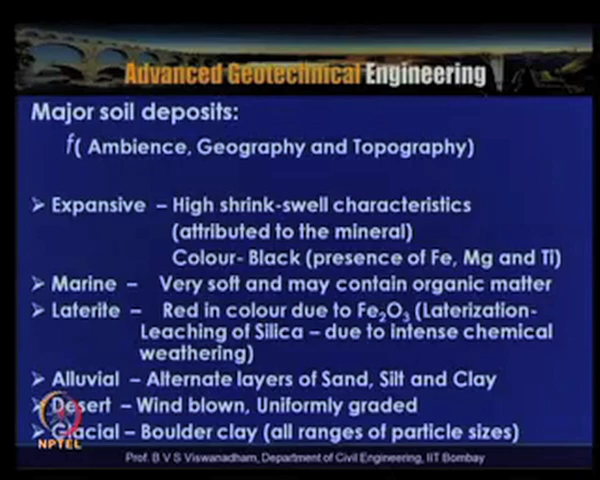 Advanced Geotechnical Engineering
Major soil deposits:
f( Ambience, Geography and Topography)
➤ Expansive – High shrink-swell characteristics
(attributed to the mineral)
Colour- Black (presence of Fe, Mg and Ti)
➤ Marine – Very soft and may contain organic matter
➤ Laterite – Red in colour due to Fe₂O₃ (Laterization-
Leaching of Silica – due to intense chemical
weathering)
➤ Alluvial – Alternate layers of Sand, Silt and Clay
➤ Desert – Wind blown, Uniformly graded
➤ Glacial – Boulder clay (all ranges of particle sizes)
NPTEL
Prof. B V S Viswanadham, Department of Civil Engineering, IIT Bombay